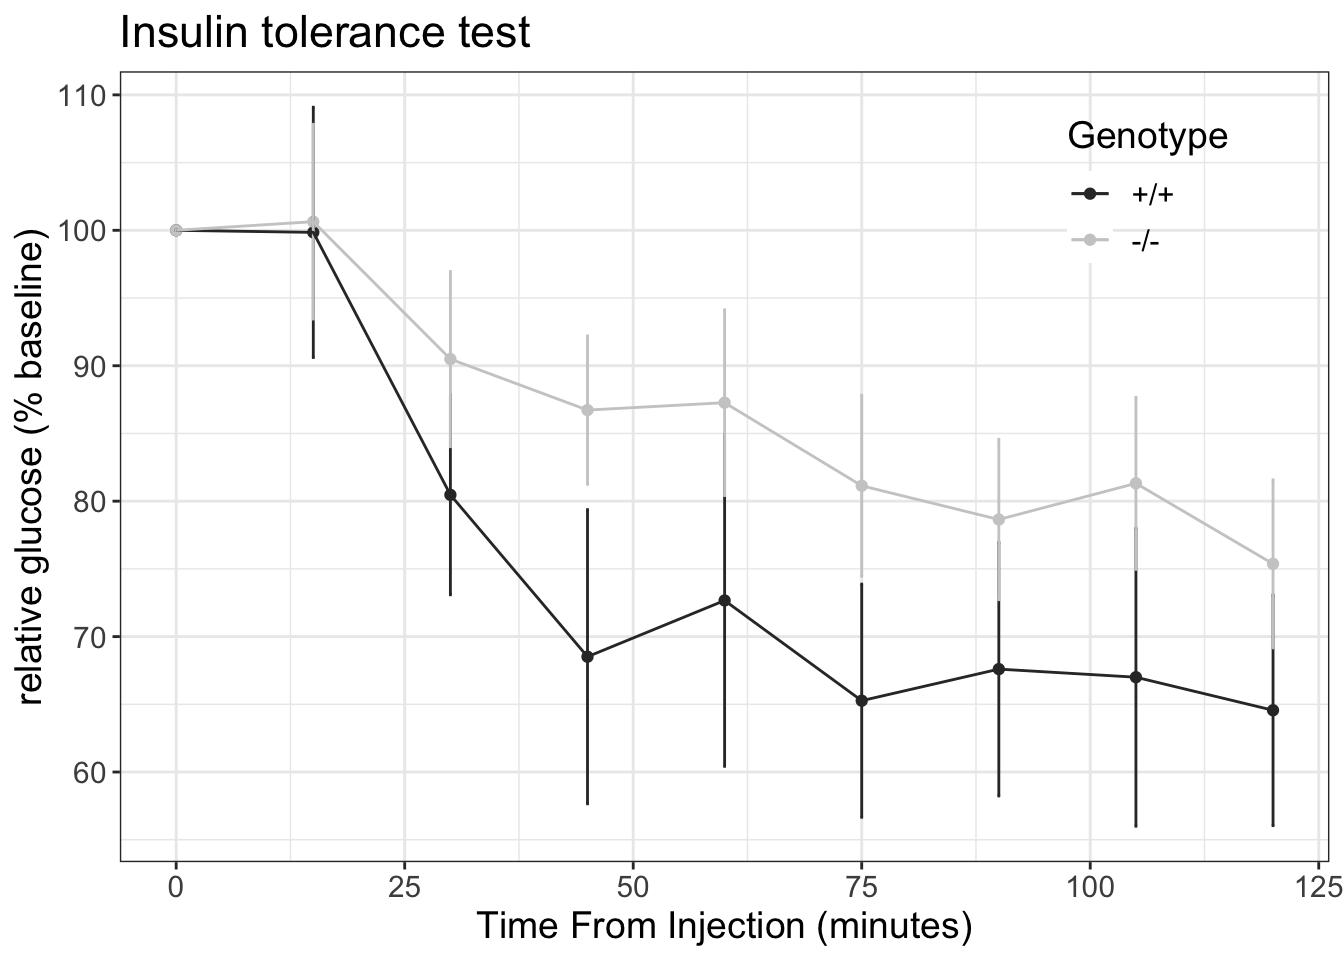 Insulin tolerance test
110
100
90
80
70
60
relative glucose (% baseline)
Genotype
+/+
-/-
0 25 50 75 100 125
Time From Injection (minutes)